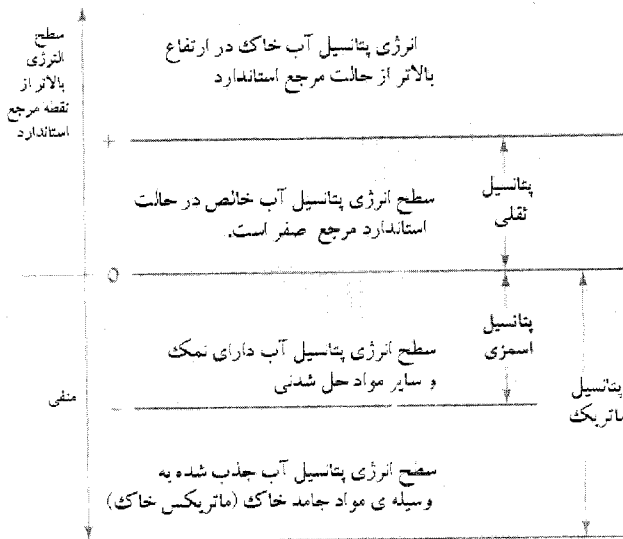 سطح
انرژی
بالاتر از
نقطه مرجع
استاندارد
انرژی پتانسیل آب خاک در ارتفاع
بالاتر از حالت مرجع استاندارد
+
سطح انرژی پتانسیل آب خالص در حالت
استاندارد مرجع صفر است.
پتانسیل
ثقلی
0
پتانسیل
اسمزی
سطح انرژی پتانسیل آب دارای نمک
و سایر مواد حل شدنی
منفی
-
پتانسیل
ماتریک
سطح انرژی پتانسیل آب جذب شده به
وسیله ی مواد جامد خاک (ماتریکس خاک)